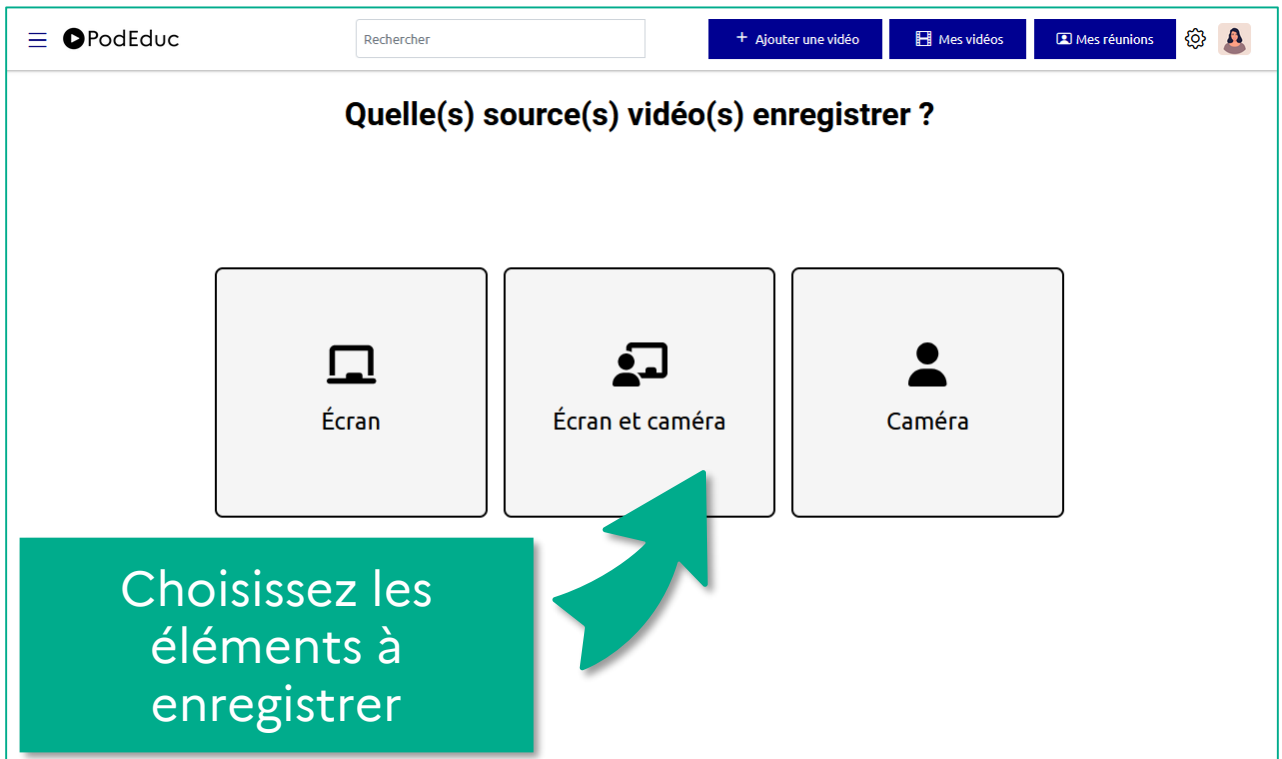 PodEduc
Rechercher
+ Ajouter une vidéo
Mes vidéos
Mes réunions
Quelle(s) source(s) vidéo(s) enregistrer ?
Écran
Écran et caméra
Caméra
Choisissez les
éléments à
enregistrer